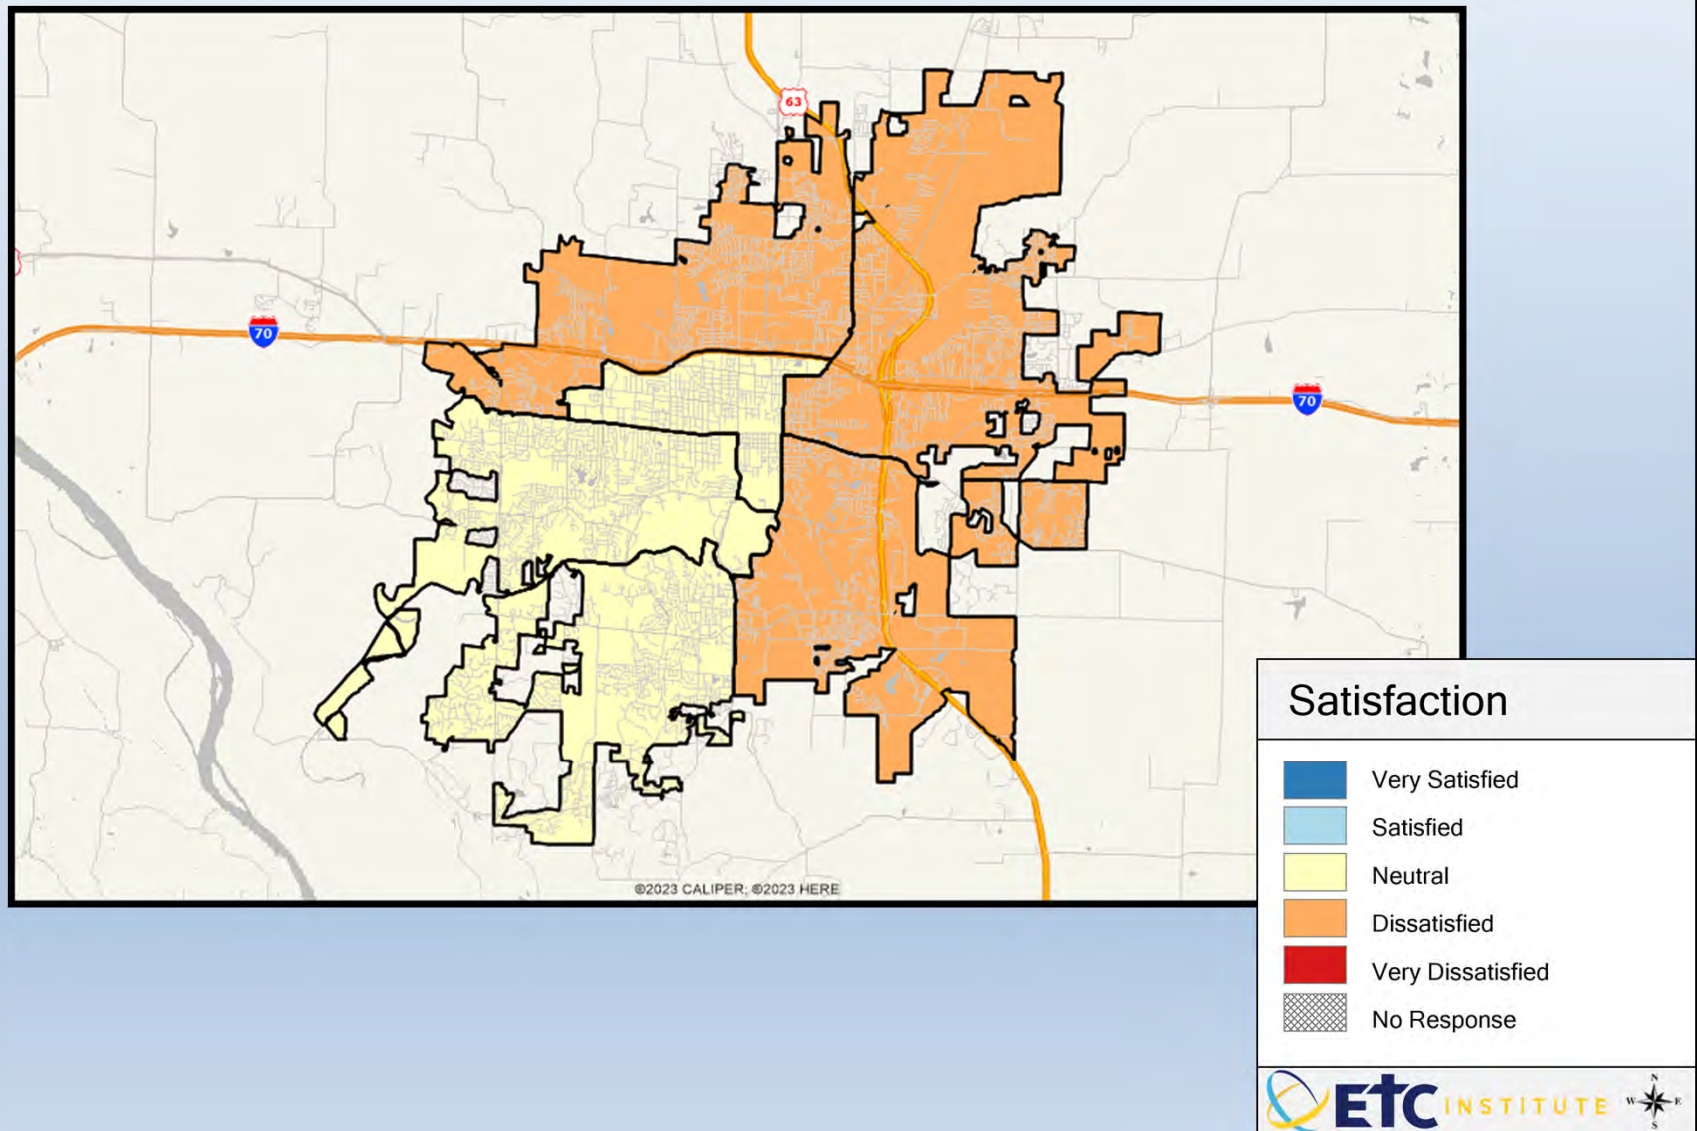 63
70
70
©2023 CALIPER; ©2023 HERE
Satisfaction
Very Satisfied
Satisfied
Neutral
Dissatisfied
Very Dissatisfied
No Response
ETC INSTITUTE
N
W E
S